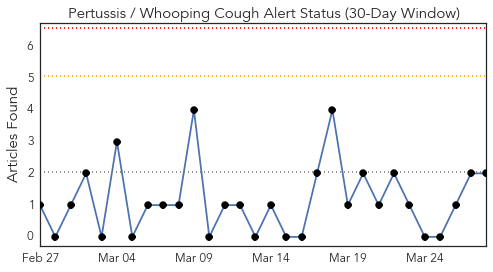 Pertussis / Whooping Cough Alert Status (30-Day Window)
Articles Found
6
5
4
3
2
1
0
Feb 27 Mar 04 Mar 09 Mar 14 Mar 19 Mar 24